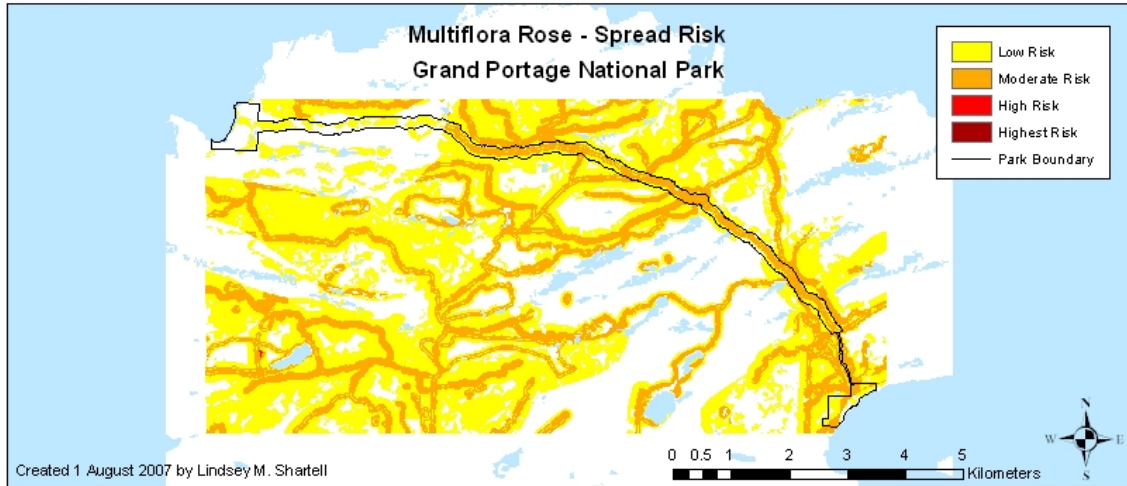 Multiflora Rose - Spread Risk
Grand Portage National Park
Low Risk
Moderate Risk
High Risk
Highest Risk
Park Boundary
N
W E
S
0 0.5 1 2 3 4 5
Kilometers
Created 1 August 2007 by Lindsey M. Shartell